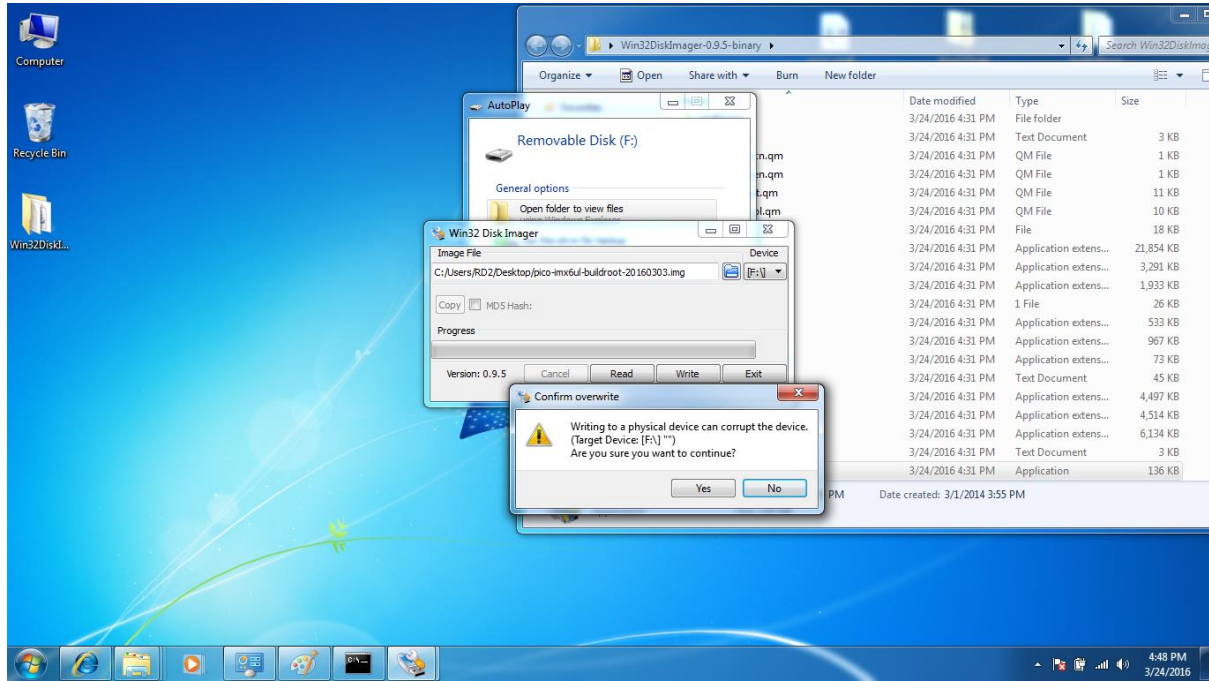 Computer
Recycle Bin
Win32DiskI...
Win32DiskImager-0.9.5-binary
Search Win32DiskImag
Organize Open Share with Burn New folder
Date modified Type Size
3/24/2016 4:31 PM File folder
3/24/2016 4:31 PM Text Document 3 KB
cn.qm 3/24/2016 4:31 PM QM File 1 KB
en.qm 3/24/2016 4:31 PM QM File 1 KB
t.qm 3/24/2016 4:31 PM QM File 11 KB
ol.qm 3/24/2016 4:31 PM QM File 10 KB
3/24/2016 4:31 PM File 18 KB
3/24/2016 4:31 PM Application extens... 21,854 KB
3/24/2016 4:31 PM Application extens... 3,291 KB
3/24/2016 4:31 PM Application extens... 1,933 KB
3/24/2016 4:31 PM 1 File 26 KB
3/24/2016 4:31 PM Application extens... 533 KB
3/24/2016 4:31 PM Application extens... 967 KB
3/24/2016 4:31 PM Application extens... 73 KB
3/24/2016 4:31 PM Text Document 45 KB
3/24/2016 4:31 PM Application extens... 4,497 KB
3/24/2016 4:31 PM Application extens... 4,514 KB
3/24/2016 4:31 PM Application extens... 6,134 KB
3/24/2016 4:31 PM Text Document 3 KB
3/24/2016 4:31 PM Application 136 KB
PM Date created: 3/1/2014 3:55 PM
AutoPlay
Removable Disk (F:)
General options
Open folder to view files
using Windows Explorer
Win32 Disk Imager
Image File Device
C:/Users/RD2/Desktop/pico-imx6ul-buildroot-20160303.img [F:\]
Copy MD5 Hash:
Progress
Version: 0.9.5 Cancel Read Write Exit
Confirm overwrite
Writing to a physical device can corrupt the device.
(Target Device: [F:\] "")
Are you sure you want to continue?
Yes No
4:48 PM
3/24/2016